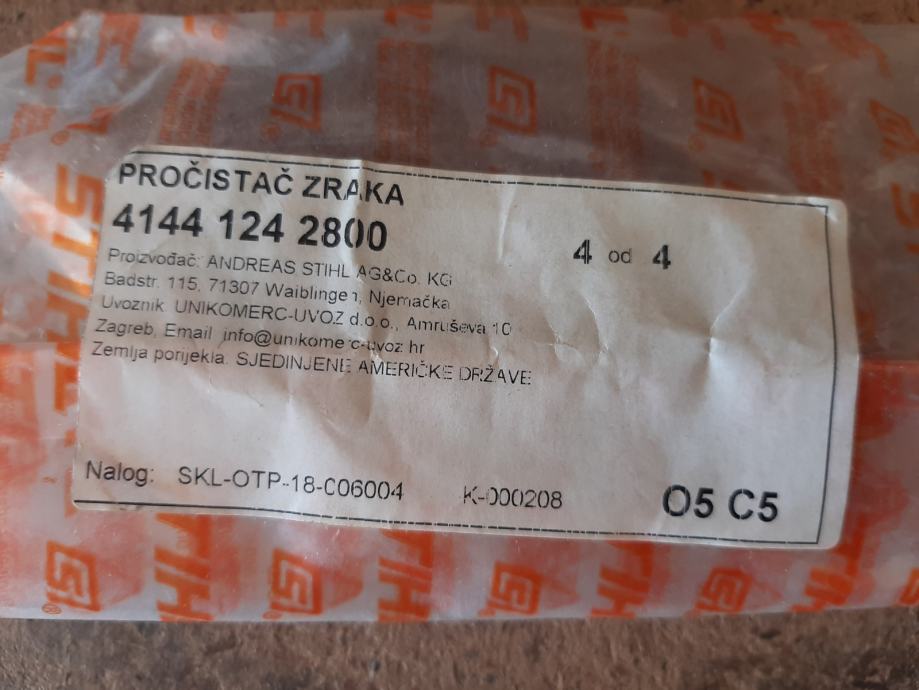 PROČISTAČ ZRAKA
4144 124 2800
4 od 4
Proizvođač: ANDREAS STIHL AG&Co. KG
Badstr. 115, 71307 Waiblingen, Njemačka
Uvoznik: UNIKOMERC-UVOZ d.o.o., Amruševa 10
Zagreb, Email info@unikomerc-uvoz.hr
Zemlja porijekla: SJEDINJENE AMERIČKE DRŽAVE
Nalog: SKL-OTP-18-006004 K-000208 O5 C5
STIHL